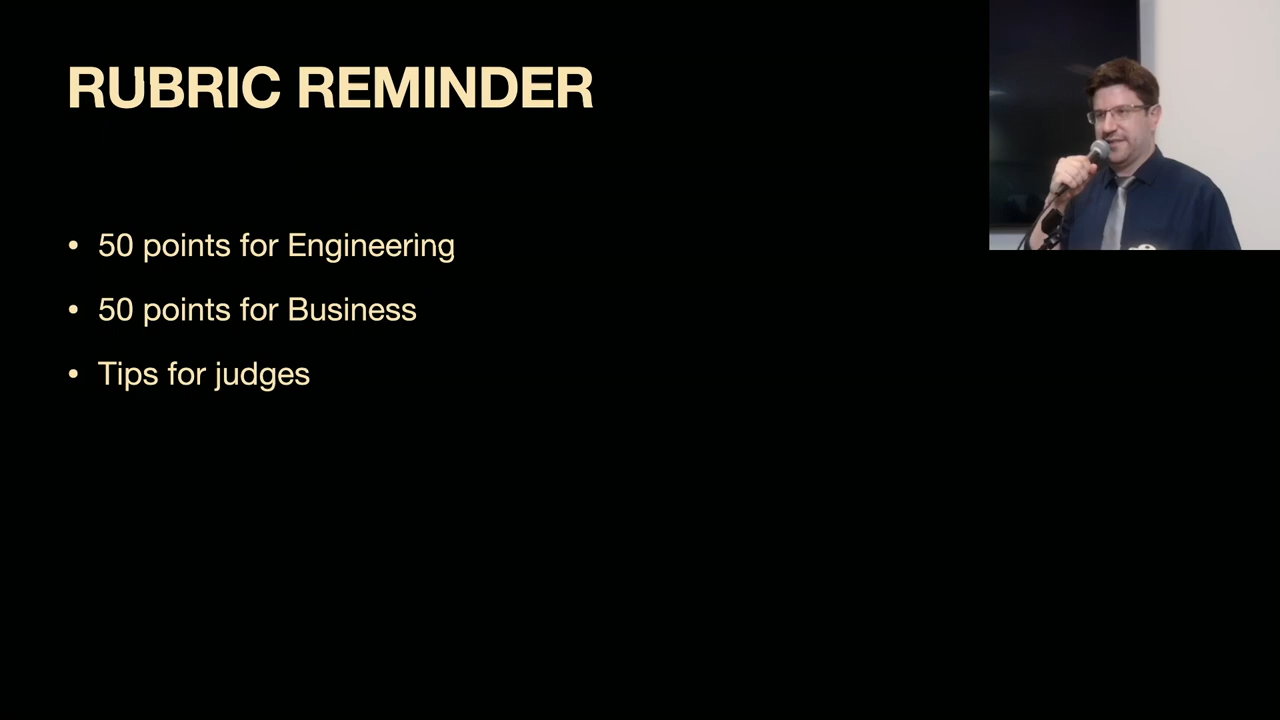 RUBRIC REMINDER
• 50 points for Engineering
• 50 points for Business
• Tips for judges